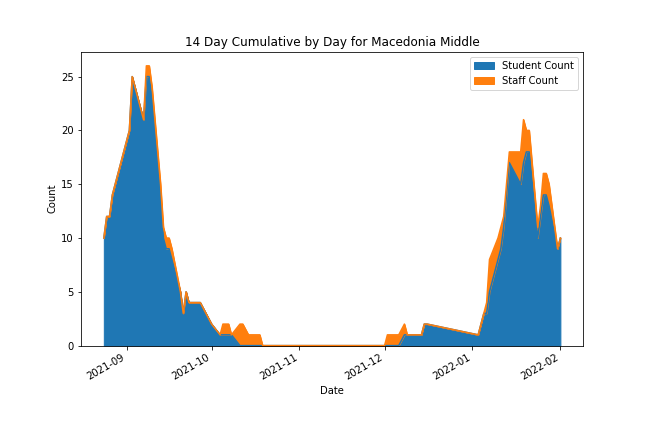 14 Day Cumulative by Day for Macedonia Middle
Student Count
Staff Count
25
20
15
10
5
0
Count
2021-09
2021-10
2021-11
2021-12
2022-01
2022-02
Date